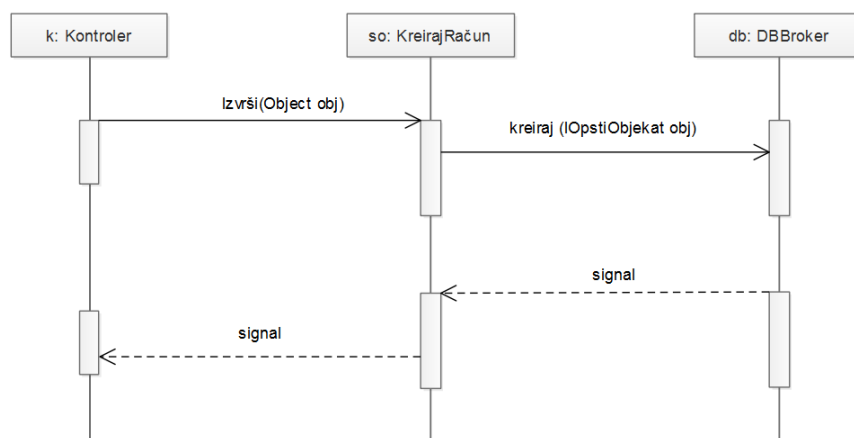 k: Kontroler
so: KreirajRačun
db: DBBroker
Izvrši(Object obj)
kreiraj (IOpstiObjekat obj)
signal
signal